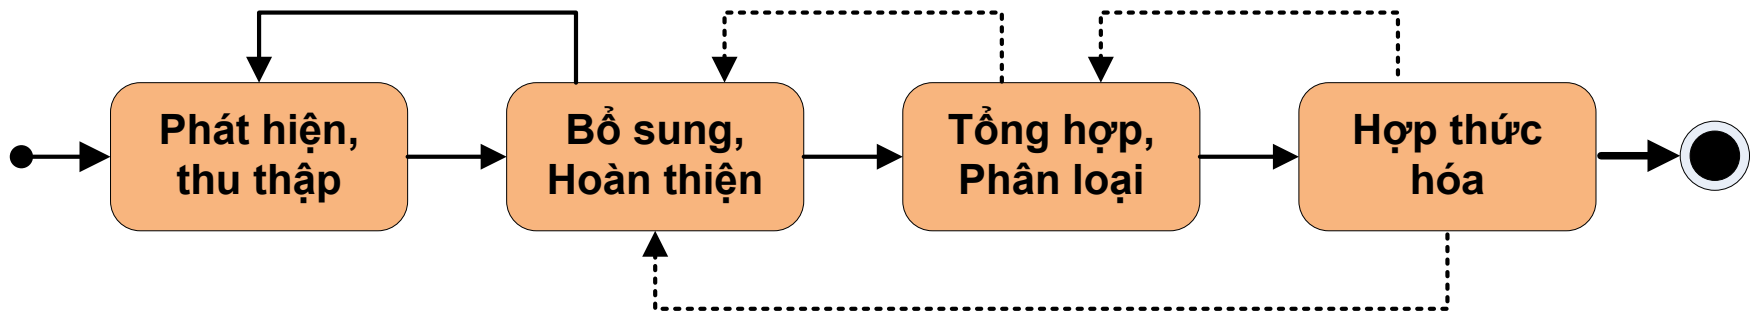 Phát hiện,
thu thập
Bổ sung,
Hoàn thiện
Tổng hợp,
Phân loại
Hợp thức
hóa